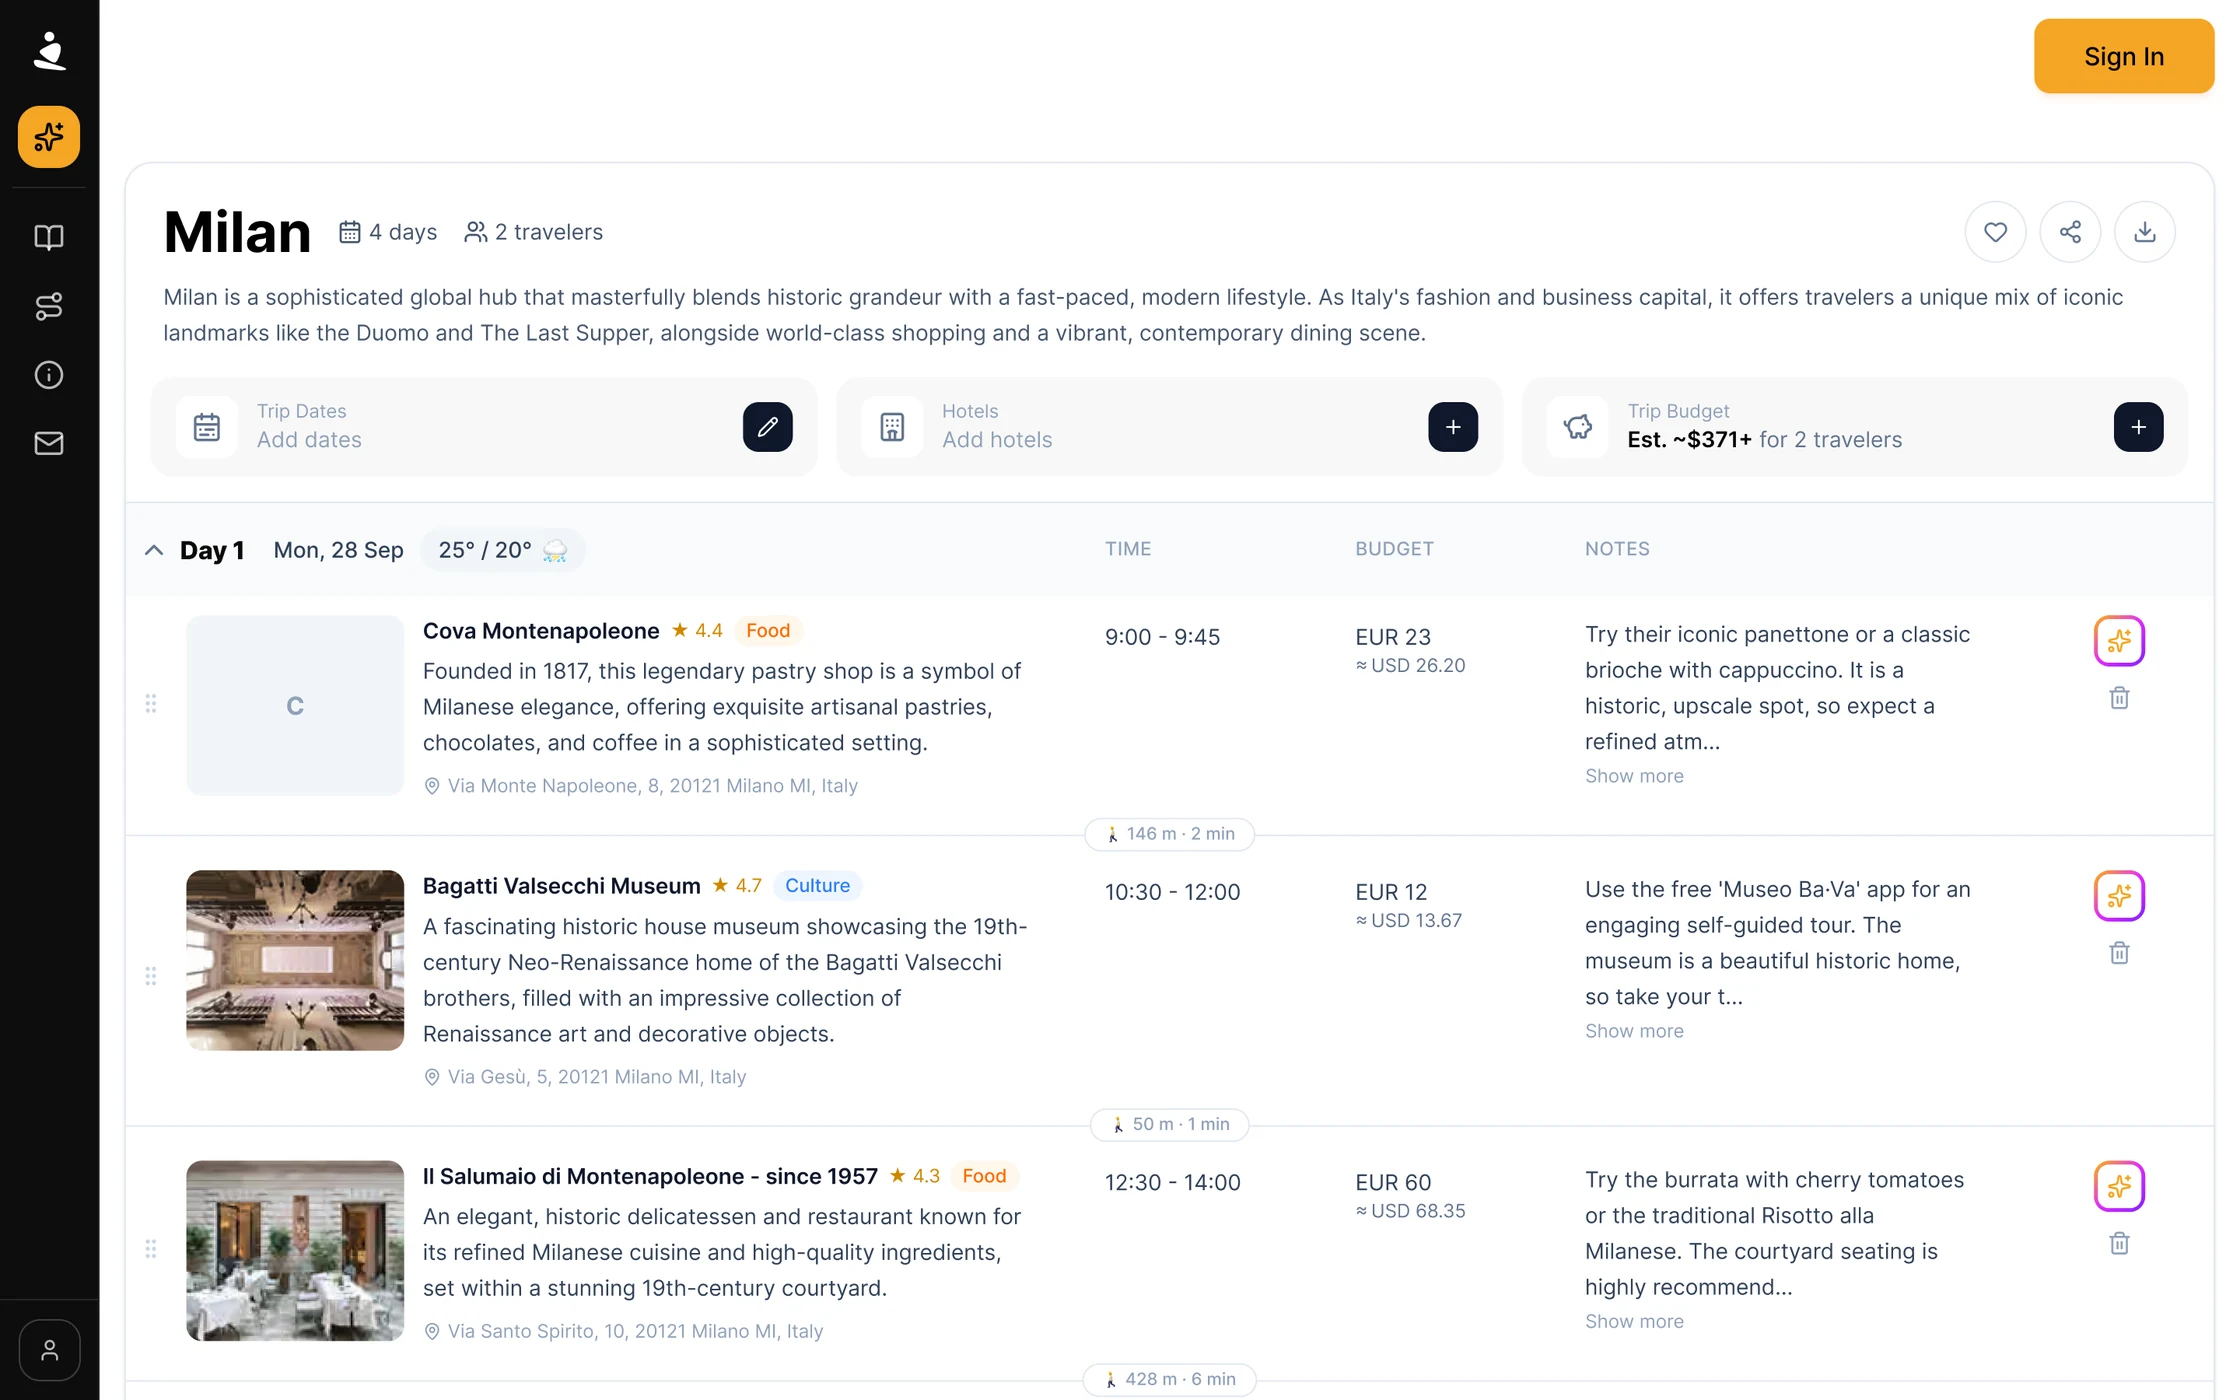 Sign In
Milan 4 days 2 travelers
Milan is a sophisticated global hub that masterfully blends historic grandeur with a fast-paced, modern lifestyle. As Italy's fashion and business capital, it offers travelers a unique mix of iconic
landmarks like the Duomo and The Last Supper, alongside world-class shopping and a vibrant, contemporary dining scene.
Trip Dates
Add dates
Hotels
Add hotels
Trip Budget
Est. ~$371+ for 2 travelers
Day 1 Mon, 28 Sep 25° / 20° TIME BUDGET NOTES
C
Cova Montenapoleone ★ 4.4 Food
Founded in 1817, this legendary pastry shop is a symbol of
Milanese elegance, offering exquisite artisanal pastries,
chocolates, and coffee in a sophisticated setting.
Via Monte Napoleone, 8, 20121 Milano MI, Italy
9:00 - 9:45
EUR 23
≈ USD 26.20
Try their iconic panettone or a classic
brioche with cappuccino. It is a
historic, upscale spot, so expect a
refined atm...
Show more
146 m · 2 min
Bagatti Valsecchi Museum ★ 4.7 Culture
A fascinating historic house museum showcasing the 19th-
century Neo-Renaissance home of the Bagatti Valsecchi
brothers, filled with an impressive collection of
Renaissance art and decorative objects.
Via Gesù, 5, 20121 Milano MI, Italy
10:30 - 12:00
EUR 12
≈ USD 13.67
Use the free 'Museo Ba·Va' app for an
engaging self-guided tour. The
museum is a beautiful historic home,
so take your t...
Show more
50 m · 1 min
Il Salumaio di Montenapoleone - since 1957 ★ 4.3 Food
An elegant, historic delicatessen and restaurant known for
its refined Milanese cuisine and high-quality ingredients,
set within a stunning 19th-century courtyard.
Via Santo Spirito, 10, 20121 Milano MI, Italy
12:30 - 14:00
EUR 60
≈ USD 68.35
Try the burrata with cherry tomatoes
or the traditional Risotto alla
Milanese. The courtyard seating is
highly recommend...
Show more
428 m · 6 min